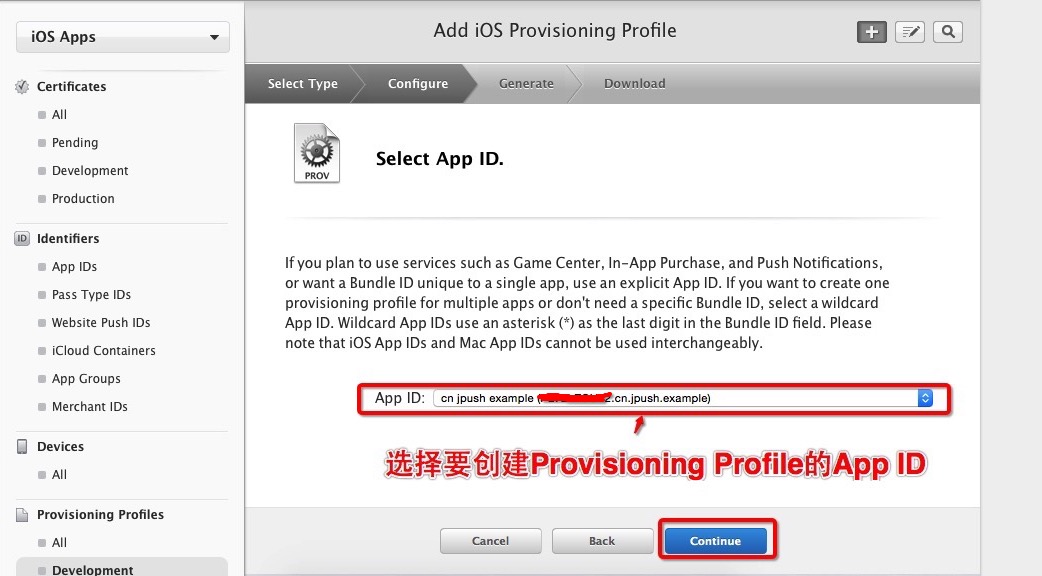 iOS Apps
Certificates
All
Pending
Development
Production
ID Identifiers
App IDs
Pass Type IDs
Website Push IDs
iCloud Containers
App Groups
Merchant IDs
Devices
All
Provisioning Profiles
All
Development
Add iOS Provisioning Profile
Select Type Configure Generate Download
PROV
Select App ID.
If you plan to use services such as Game Center, In-App Purchase, and Push Notifications,
or want a Bundle ID unique to a single app, use an explicit App ID. If you want to create one
provisioning profile for multiple apps or don't need a specific Bundle ID, select a wildcard
App ID. Wildcard App IDs use an asterisk (*) as the last digit in the Bundle ID field. Please
note that iOS App IDs and Mac App IDs cannot be used interchangeably.
App ID: cn jpush example ( .cn.jpush.example)
选择要创建Provisioning Profile的App ID
Cancel Back Continue